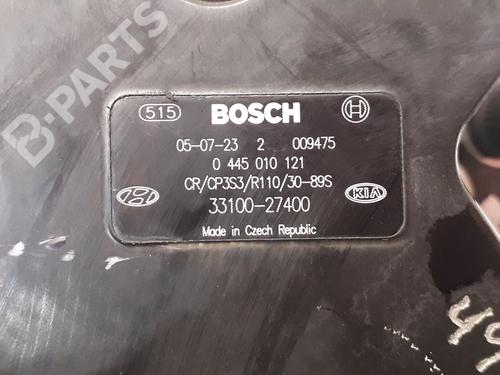 B-PARTS
515 BOSCH
05-07-23 2 009475
0 445 010 121
CR/CP3S3/R110/30-89S
33100-27400 KIA
Made in Czech Republic